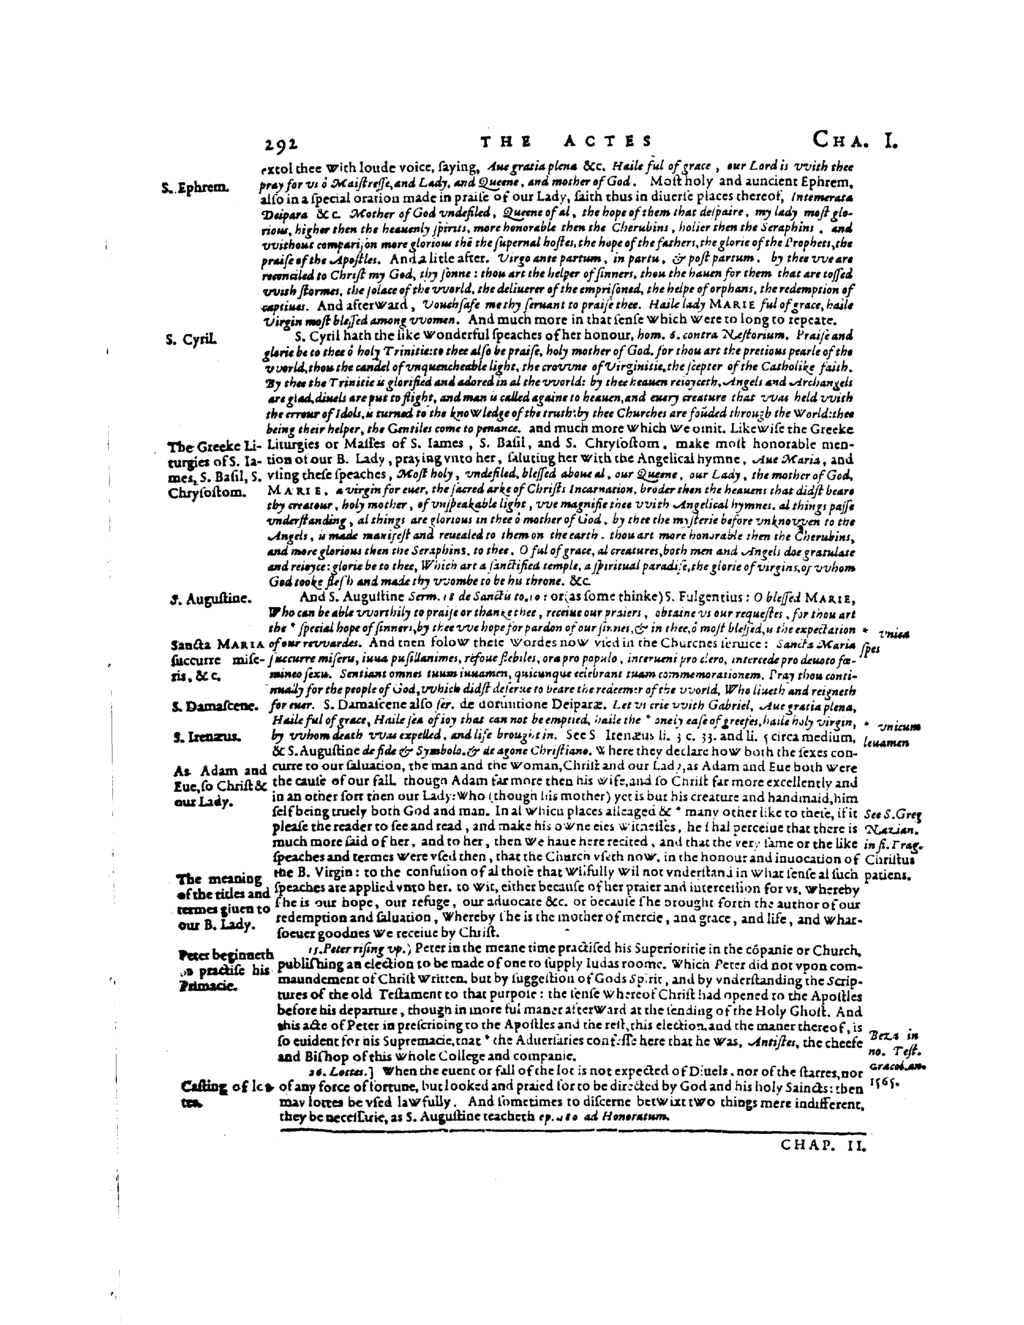 292 THE ACTES CHA. I.
extol thee with loude voice, ſaying, Aue gratia plena &c. Haile ful of grace, our Lord is vvith thee
S. Ephrem.
pray for vs ô Maiſtreſſe, and Lady, and Queene, and mother of God. Moſt holy and auncient Ephrem,
alſo in a ſpecial oration made in praiſe of our Lady, ſaith thus in diuerſe places thereof, Intemerata
Deipara &c. Mother of God vndefiled, Queene of al, the hope of them that deſpaire, my lady moſt glo-
rious, higher then the heauenly ſpirits, more honorable then the Cherubins, holier then the Seraphins, and
vvithout compariſon more glorious thē the ſupernal hoſtes, the hope of the fathers, the glorie of the Prophets, the
praiſe of the Apoſtles. And a litle after. Virgo ante partum, in partu, & poſt partum. by thee vve are
reconciled to Chriſt my God, thy ſonne: thou art the helper of ſinners, thou the hauen for them that are toſſed
vvith ſtormes, the ſolace of the vvorld, the deliuerer of the empriſoned, the helpe of orphans, the redemption of
captiues. And afterward, Vouchſafe me thy ſeruant to praiſe thee. Haile lady MARIE ful of grace, haile
Virgin moſt bleſſed among vvomen. And much more in that ſenſe which were to long to repeate.
S. Cyril.
S. Cyril hath the like wonderful ſpeaches of her honour, hom. 6. contra Neſtorium. Praiſe and
glorie be to thee ô holy Trinitie: to thee alſo be praiſe, holy mother of God. for thou art the pretious pearle of the
vvorld, thou the candel of vnquencheable light, the crovvne of Virginitie, the ſcepter of the Catholike faith.
By thee the Trinitie is glorified and adored in al the vvorld: by thee heauen reioyceth, Angels and Archangels
are glad, diuels are put to flight, and man is called againe to heauen, and euery creature that vvas held vvith
the errour of Idols, is turned to the knowledge of the truth: by thee Churches are foūded through the world: thee
being their helper, the Gentiles come to penance. and much more which we omit. Likewiſe the Greeke
The Greeke Li-
turgies of S. Ia-
mes, S. Baſil, S.
Chryſoſtom.
Liturgies or Maſſes of S. Iames, S. Baſil, and S. Chryſoſtom, make moſt honorable men-
tion of our B. Lady, praying vnto her, ſaluting her with the Angelical hymne, Aue Maria, and
vſing theſe ſpeaches, Moſt holy, vndefiled, bleſſed aboue al, our Queene, our Lady, the mother of God,
MARIE, a virgin for euer, the ſacred arke of Chriſts Incarnation, broder then the heauens that didſt beare
thy creatour, holy mother, of vnſpeakable light, vve magnifie thee vvith Angelical hymnes. al things paſſe
vnderſtanding, al things are glorious in thee ô mother of God. by thee the myſterie before vnknovven to the
Angels, is made manifeſt and reuealed to them on the earth. thou art more honorable then the Cherubins,
and more glorious then the Seraphins. to thee, O ful of grace, al creatures, both men and Angels doe gratulate
and reioyce: glorie be to thee, Which art a ſanctified temple, a ſpiritual paradiſe, the glorie of virgins, of vvhom
God tooke fleſh and made thy vvombe to be his throne. &c.
S. Auguſtine.
And S. Auguſtine Serm. 18 de Sanctis to. 10: or (as ſome thinke) S. Fulgentius: O bleſſed MARIE,
Who can be able vvorthily to praiſe or thanke thee, receiue our praiers, obtaine vs our requeſtes, for thou art
the * ſpecial hope of ſinners, by thee vve hope for pardon of our ſinnes, & in thee, ô moſt bleſſed, is the expectation
* vnica
ſpes
Sancta MARIA
ſuccurre miſe-
ris, &c.
of our revvardes. And then folow theſe wordes now vſed in the Churches ſeruice: Sancta Maria
ſuccurre miſeris, iuua puſillanimes, refoue flebiles, ora pro populo, interueni pro clero, intercede pro deuoto fœ-
mineo ſexu. Sentiant omnes tuum iuuamen, quicunque celebrant tuam commemorationem. Pray thou conti-
nually for the people of God, vvhich didſt deſerue to beare the redeemer of the vvorld, Who liueth and reigneth
S. Damaſcene.
for euer. S. Damaſcene alſo ſer. de dormitione Deiparæ. Let vs crie vvith Gabriel, Aue gratia plena,
Haile ful of grace, Haile ſea of ioy that can not be emptied, haile the * onely eaſe of greefes, haile holy virgin,
* vnicum
leuamen
S. Irenæus.
by vvhom death vvas expelled, and life brought in. See S. Irenæus li. 3 c. 33. and li. 5 circa medium,
& S. Auguſtine de fide & Symbolo. & de agone Chriſtiano. Where they declare how both the ſexes con-
As Adam and
Eue, ſo Chriſt &
our Lady.
curre to our ſaluation, the man and the woman, Chriſt and our Lady, as Adam and Eue both were
the cauſe of our fall. though Adam far more then his wife, and ſo Chriſt far more excellently and
in an other ſort then our Lady: Who (though his mother) yet is but his creature and handmaid, him
ſelf being truely both God and man. In al which places alleaged & * many other like to theſe, if it
See S. Greg
Nazian.
in fi. Trag.
Chriſtus
patiens.
pleaſe the reader to ſee and read, and make his owne eies witneſſes, he ſhal perceiue that there is
much more ſaid of her, and to her, then we haue here recited, and that the very ſame or the like
ſpeaches and termes were vſed then, that the Church vſeth now, in the honour and inuocation of
The meaning
of the titles and
termes giuen to
our B. Lady.
the B. Virgin: to the confuſion of al thoſe that wilfully wil not vnderſtand in what ſenſe al ſuch
ſpeaches are applied vnto her. to wit, either becauſe of her praier and interceſſion for vs, whereby
ſhe is our hope, our refuge, our aduocate &c. or becauſe ſhe brought forth the author of our
redemption and ſaluation, Whereby ſhe is the mother of mercie, and grace, and life, and what-
ſoeuer goodnes we receiue by Chriſt.
Peter beginneth
to practiſe his
Primacie.
15. Peter riſing vp.) Peter in the meane time practiſed his Superioritie in the cōpanie or Church,
publiſhing an election to be made of one to ſupply Iudas roome. Which Peter did not vpon com-
maundement of Chriſt written, but by ſuggeſtion of Gods Spirit, and by vnderſtanding the Scrip-
tures of the old Teſtament to that purpoſe: the ſenſe whereof Chriſt had opened to the Apoſtles
before his departure, though in more ful maner afterward at the ſending of the Holy Ghoſt. And
this acte of Peter in preſcribing to the Apoſtles and the reſt, this election, and the maner thereof, is
ſo euident for his Supremacie, that * the Aduerſaries confeſſe here that he was, Antiſtes, the cheefe
and Biſhop of this whole College and companie.
Beza in
no. Teſt.
Græcolat.
1565.
Caſting of lot-
tes.
26. Lottes.] When the euent or fall of the lot is not expected of Diuels, nor of the ſtarres, nor
of any force of fortune, but looked and praied for to be directed by God and his holy Saincts: then
may lottes be vſed lawfully. And ſometimes to diſcerne betwixt two things mere indifferent,
they be neceſſarie, as S. Auguſtine teacheth ep. 180 ad Honoratum.
CHAP. II.